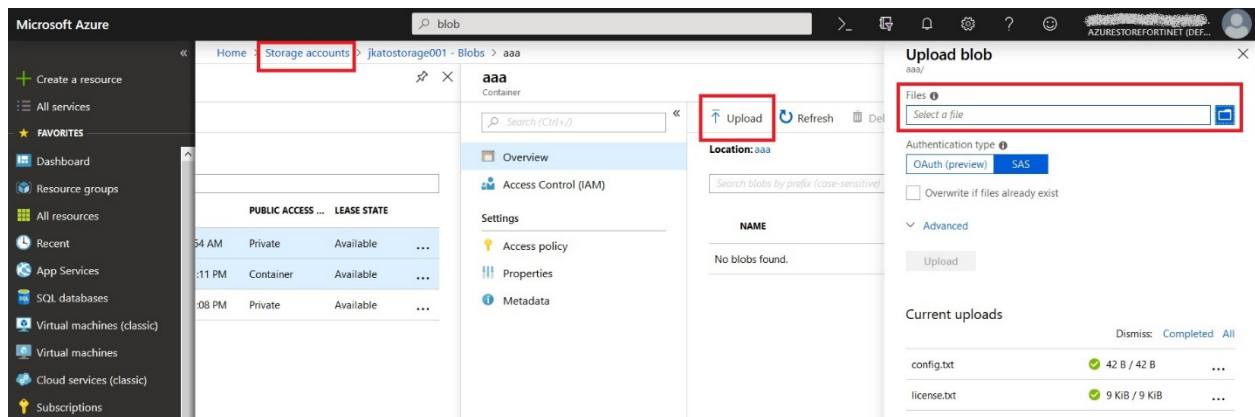 Microsoft Azure
blob
AZURESTOREFORTINET (DEF...
Home > Storage accounts > jkatostorage001 - Blobs > aaa
Create a resource
All services
FAVORITES
Dashboard
Resource groups
All resources
Recent
App Services
SQL databases
Virtual machines (classic)
Virtual machines
Cloud services (classic)
Subscriptions
PUBLIC ACCESS ... LEASE STATE
54 AM Private Available ...
:11 PM Container Available ...
:08 PM Private Available ...
aaa
Container
Search (Ctrl+/)
Overview
Access Control (IAM)
Settings
Access policy
Properties
Metadata
Upload Refresh Del
Location: aaa
Search blobs by prefix (case-sensitive)
NAME
No blobs found.
Upload blob
aaa/
Files
Select a file
Authentication type
OAuth (preview) SAS
Overwrite if files already exist
Advanced
Upload
Current uploads
Dismiss: Completed All
config.txt 42 B / 42 B ...
license.txt 9 KiB / 9 KiB ...